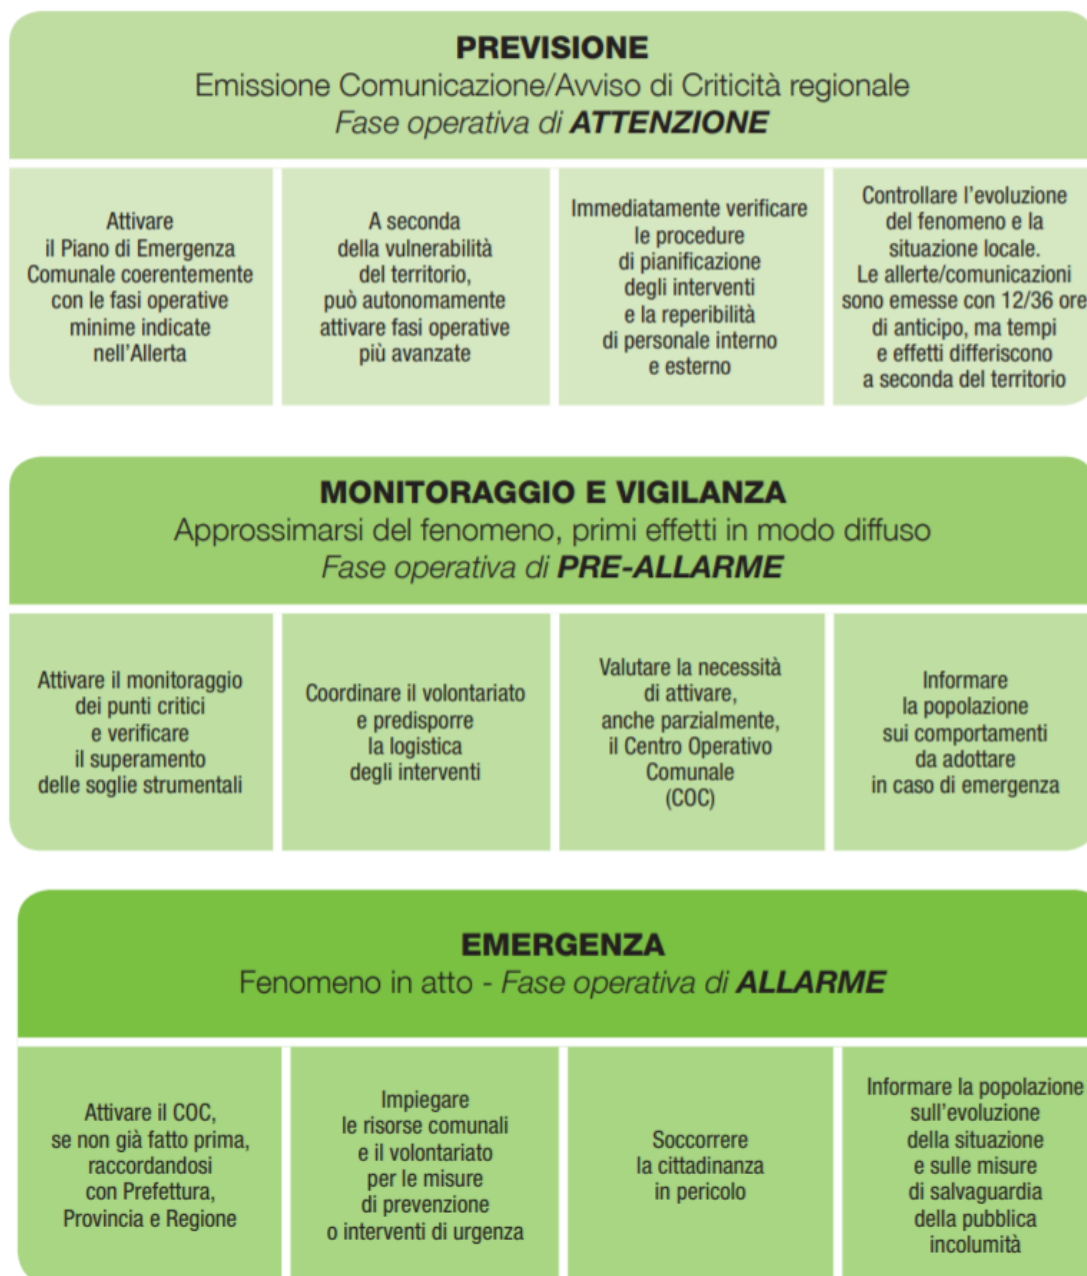 PREVISIONE
Emissione Comunicazione/Avviso di Criticità regionale
Fase operativa di ATTENZIONE
Attivare
il Piano di Emergenza
Comunale coerentemente
con le fasi operative
minime indicate
nell'Allerta
A seconda
della vulnerabilità
del territorio,
può autonomamente
attivare fasi operative
più avanzate
Immediatamente verificare
le procedure
di pianificazione
degli interventi
e la reperibilità
di personale interno
e esterno
Controllare l'evoluzione
del fenomeno e la
situazione locale.
Le allerte/comunicazioni
sono emesse con 12/36 ore
di anticipo, ma tempi
e effetti differiscono
a seconda del territorio
MONITORAGGIO E VIGILANZA
Approssimarsi del fenomeno, primi effetti in modo diffuso
Fase operativa di PRE-ALLARME
Attivare il monitoraggio
dei punti critici
e verificare
il superamento
delle soglie strumentali
Coordinare il volontariato
e predisporre
la logistica
degli interventi
Valutare la necessità
di attivare,
anche parzialmente,
il Centro Operativo
Comunale
(COC)
Informare
la popolazione
sui comportamenti
da adottare
in caso di emergenza
EMERGENZA
Fenomeno in atto - Fase operativa di ALLARME
Attivare il COC,
se non già fatto prima,
raccordandosi
con Prefettura,
Provincia e Regione
Impiegare
le risorse comunali
e il volontariato
per le misure
di prevenzione
o interventi di urgenza
Soccorrere
la cittadinanza
in pericolo
Informare la popolazione
sull'evoluzione
della situazione
e sulle misure
di salvaguardia
della pubblica
incolumità